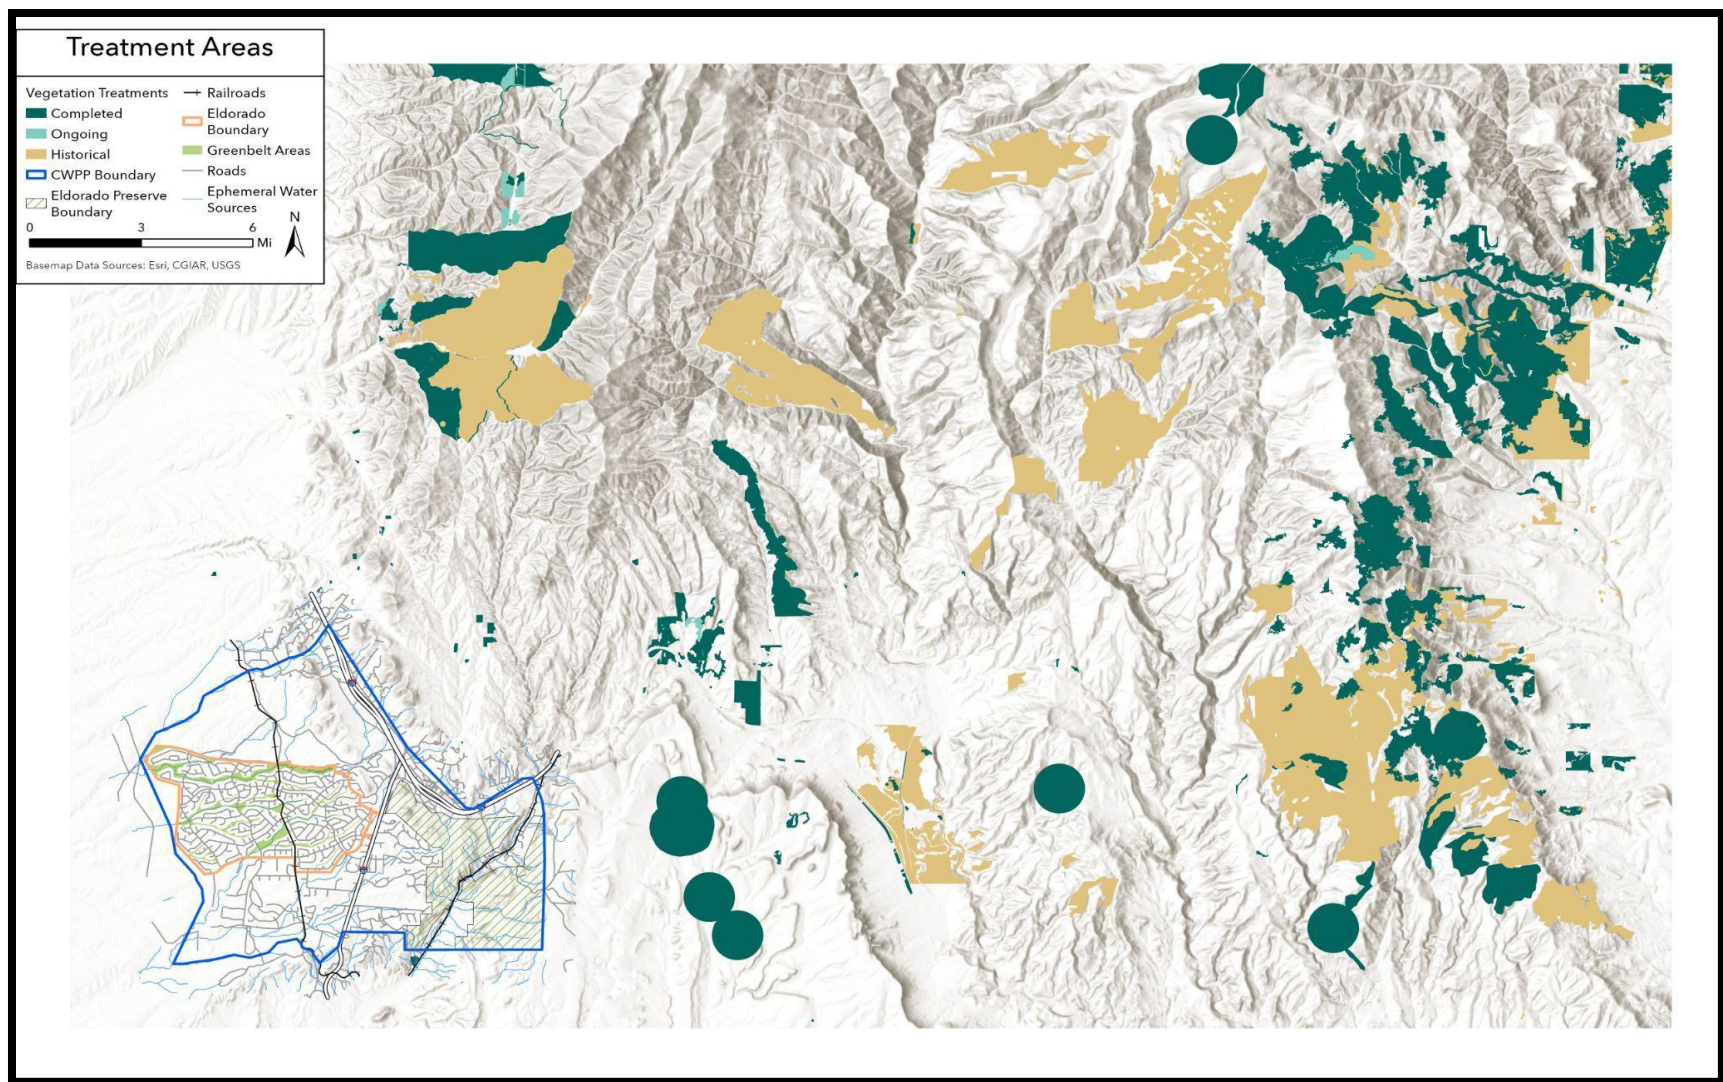 Treatment Areas
Vegetation Treatments
Completed
Ongoing
Historical
CWPP Boundary
Eldorado Preserve
Boundary
Railroads
Eldorado
Boundary
Greenbelt Areas
Roads
Ephemeral Water
Sources
0 3 6 Mi
N
Basemap Data Sources: Esri, CGIAR, USGS